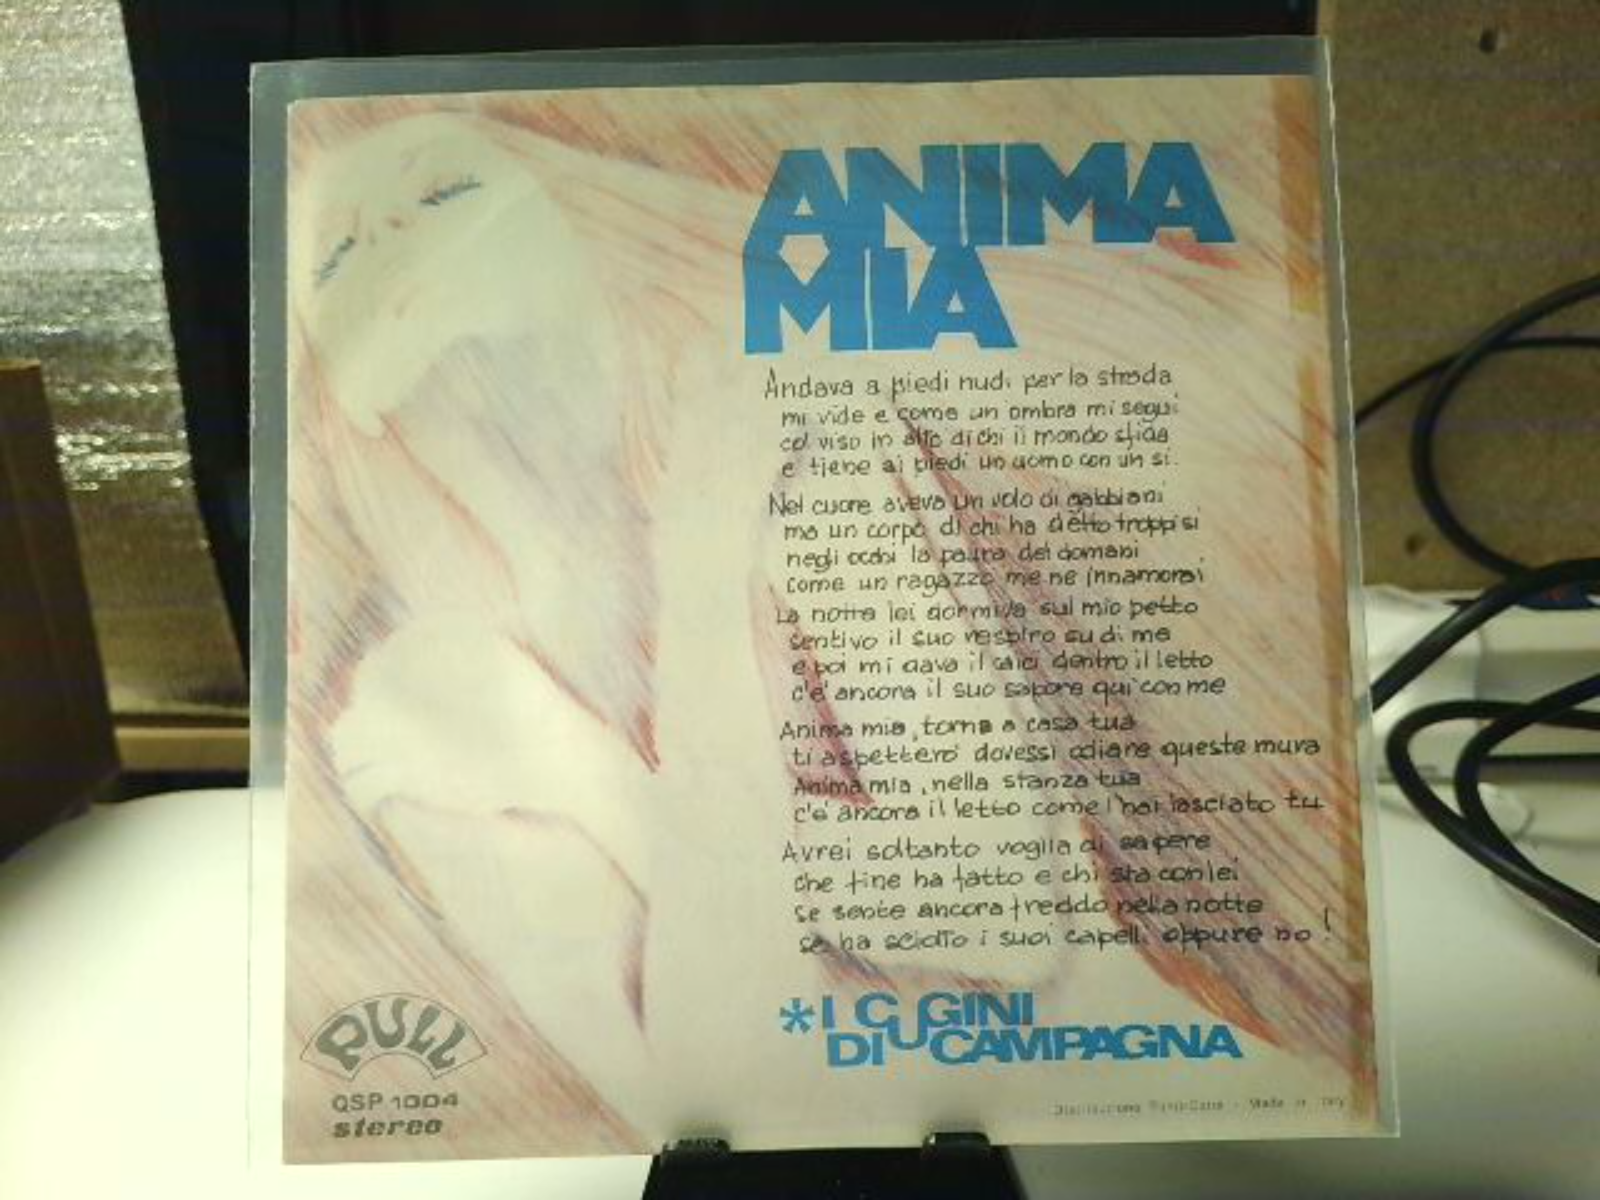 ANIMA
MIA
Andava a piedi nudi per la strada
mi vide e come un ombra mi segui
col viso in alto di chi il mondo sfida
e tiene ai piedi un uomo con un si.
Nel cuore aveva un volo di gabbiani
ma un corpo di chi ha detto troppi si
negli occhi la paura dei domani
come un ragazzo me ne innamorai
La notte lei dormiva sul mio petto
sentivo il suo respiro su di me
e poi mi dava i calci dentro il letto
c'e' ancora il suo sapore qui con me
Anima mia, torna a casa tua
ti aspettero' dovessi odiare queste mura
Anima mia, nella stanza tua
c'e' ancora il letto come l'hai lasciato tu
Avrei soltanto voglia di sapere
che fine ha fatto e chi sta con lei
se sente ancora freddo nella notte
se ha sciolto i suoi capelli oppure no!
*I CUGINI
DI CAMPAGNA
PULL
QSP 1004
stereo
Made in Italy